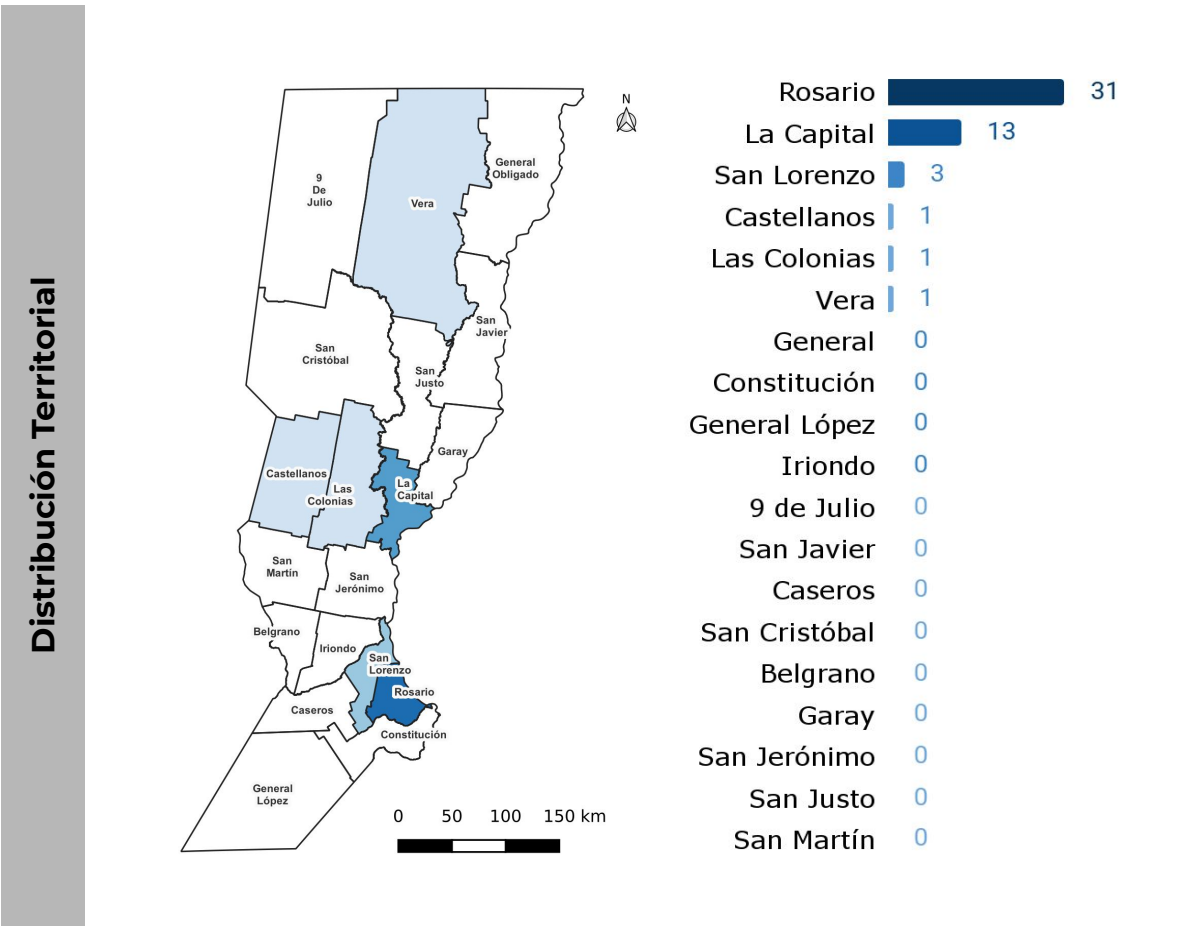 Distribución Territorial
N
9
De
Julio
Vera
General
Obligado
San
Javier
San
Cristóbal
San
Justo
Garay
Castellanos
Las
Colonias
La
Capital
San
Martín
San
Jerónimo
Belgrano
Iriondo
San
Lorenzo
Rosario
Caseros
Constitución
General
López
0 50 100 150 km
Rosario 31
La Capital 13
San Lorenzo 3
Castellanos 1
Las Colonias 1
Vera 1
General 0
Constitución 0
General López 0
Iriondo 0
9 de Julio 0
San Javier 0
Caseros 0
San Cristóbal 0
Belgrano 0
Garay 0
San Jerónimo 0
San Justo 0
San Martín 0